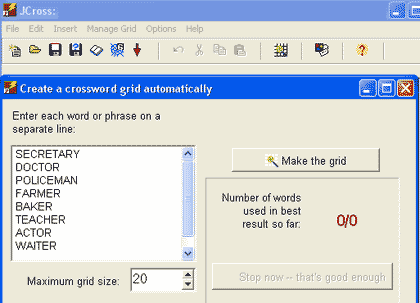 JCross:
File Edit Insert Manage Grid Options Help
Create a crossword grid automatically
Enter each word or phrase on a
separate line:
SECRETARY
DOCTOR
POLICEMAN
FARMER
BAKER
TEACHER
ACTOR
WAITER
Make the grid
Number of words
used in best
result so far:
0/0
Maximum grid size:
20
Stop now -- that's good enough